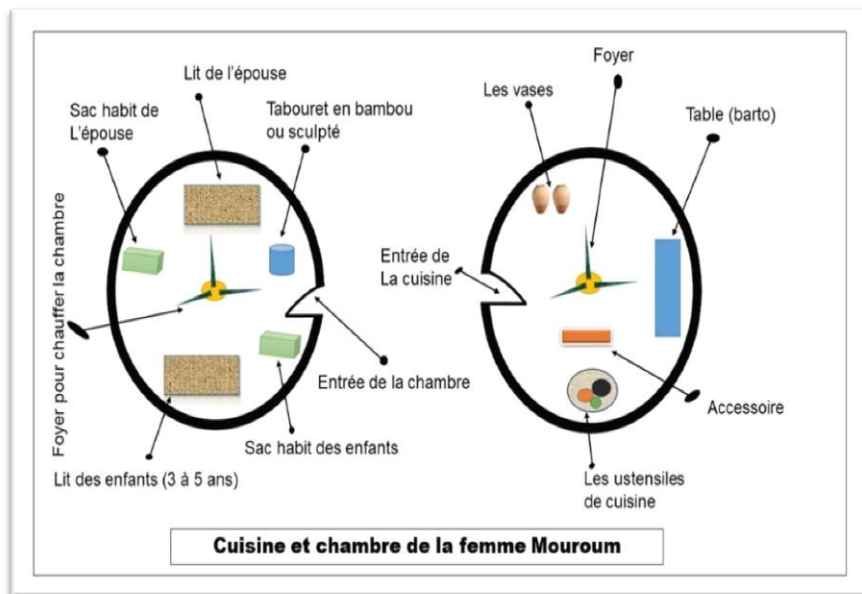 Lit de l'épouse
Sac habit de
L'épouse
Tabouret en bambou
ou sculpté
Foyer pour chauffer la chambre
Entrée de la chambre
Sac habit des enfants
Lit des enfants (3 à 5 ans)
Foyer
Les vases
Table (barto)
Entrée de
La cuisine
Accessoire
Les ustensiles
de cuisine
Cuisine et chambre de la femme Mouroum